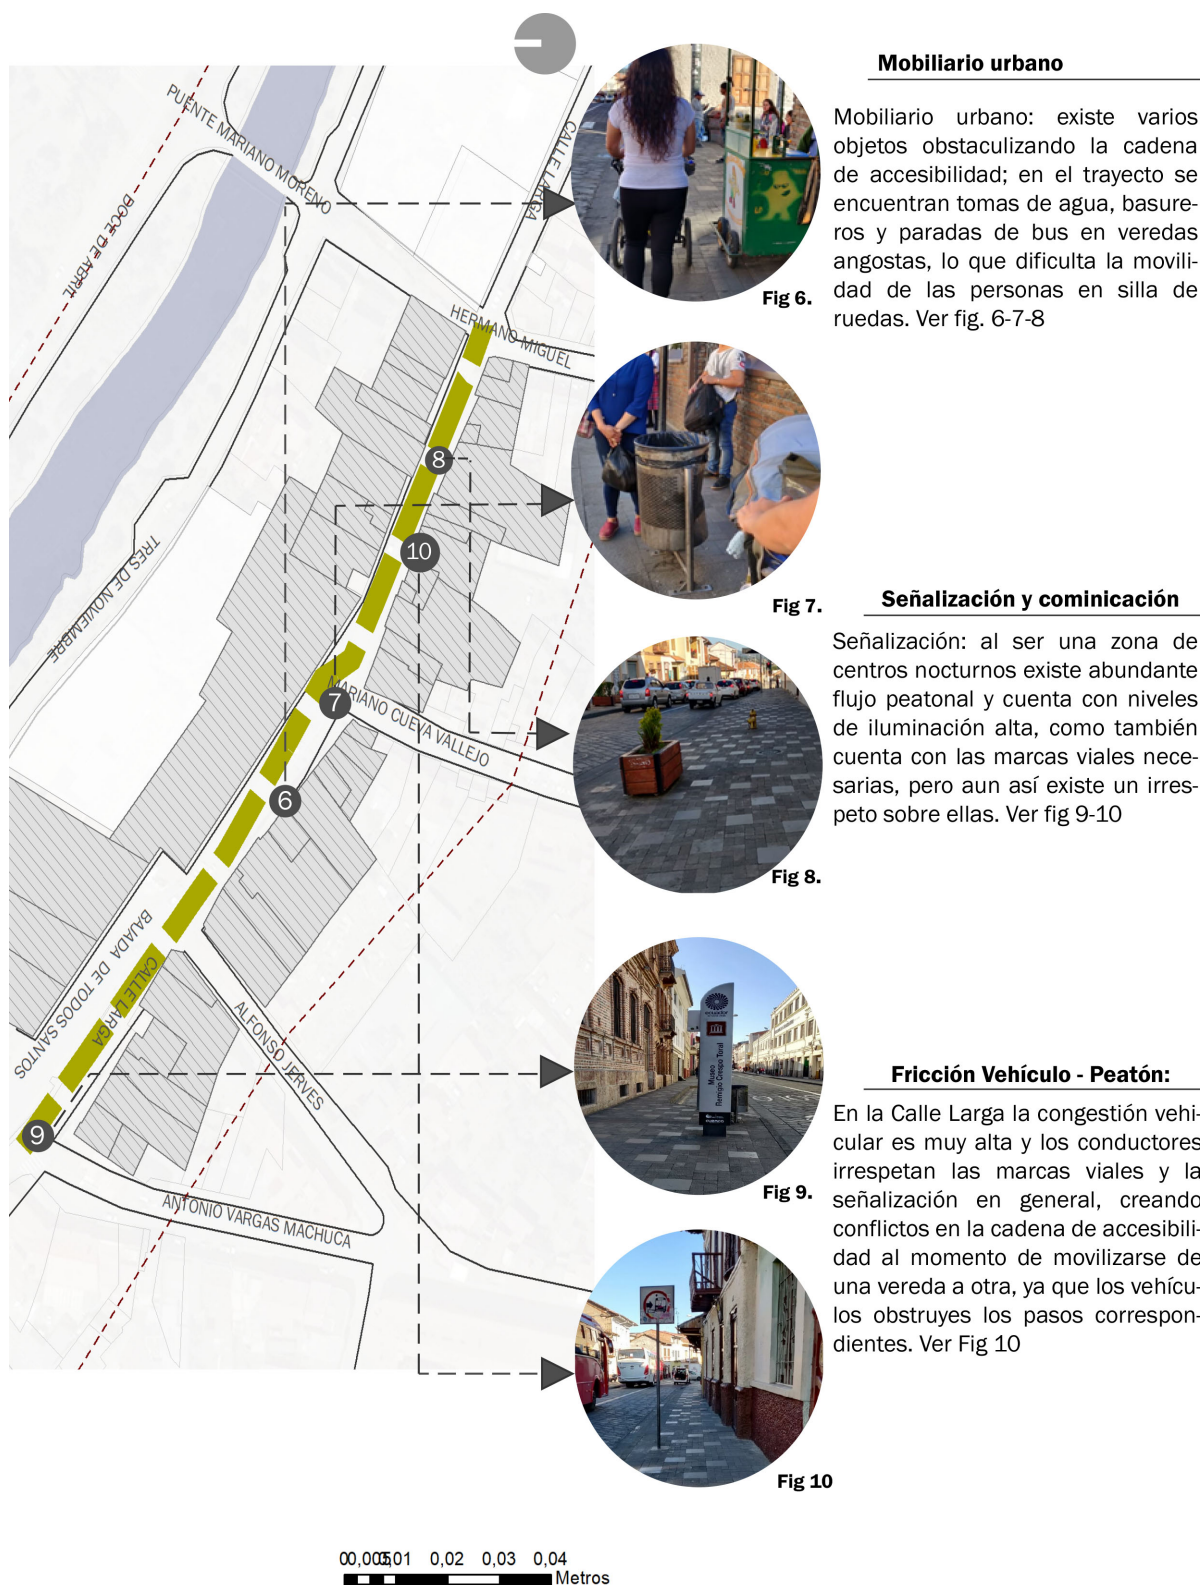 Mobiliario urbano
Mobiliario urbano: existe varios
objetos obstaculizando la cadena
de accesibilidad; en el trayecto se
encuentran tomas de agua, basure-
ros y paradas de bus en veredas
angostas, lo que dificulta la movili-
dad de las personas en silla de
ruedas. Ver fig. 6-7-8
Señalización y cominicación
Señalización: al ser una zona de
centros nocturnos existe abundante
flujo peatonal y cuenta con niveles
de iluminación alta, como también
cuenta con las marcas viales nece-
sarias, pero aun así existe un irres-
peto sobre ellas. Ver fig 9-10
Fricción Vehículo - Peatón:
En la Calle Larga la congestión vehi-
cular es muy alta y los conductores
irrespetan las marcas viales y la
señalización en general, creando
conflictos en la cadena de accesibili-
dad al momento de movilizarse de
una vereda a otra, ya que los vehícu-
los obstruyes los pasos correspon-
dientes. Ver Fig 10
PUENTE MARIANO MORENO
CALLE LARGA
DOCE DE ABRIL
HERMANO MIGUEL
8
10
TRES DE NOVIEMBRE
MARIANO CUEVA VALLEJO
7
6
BAJADA DE TODOS SANTOS
CALLE LARGA
ALFONSO JERVES
9
ANTONIO VARGAS MACHUCA
Fig 6.
Fig 7.
Fig 8.
ecuador
Museo
Remigio Crespo Toral
Fig 9.
Fig 10
0 0,005 0,01 0,02 0,03 0,04
Metros